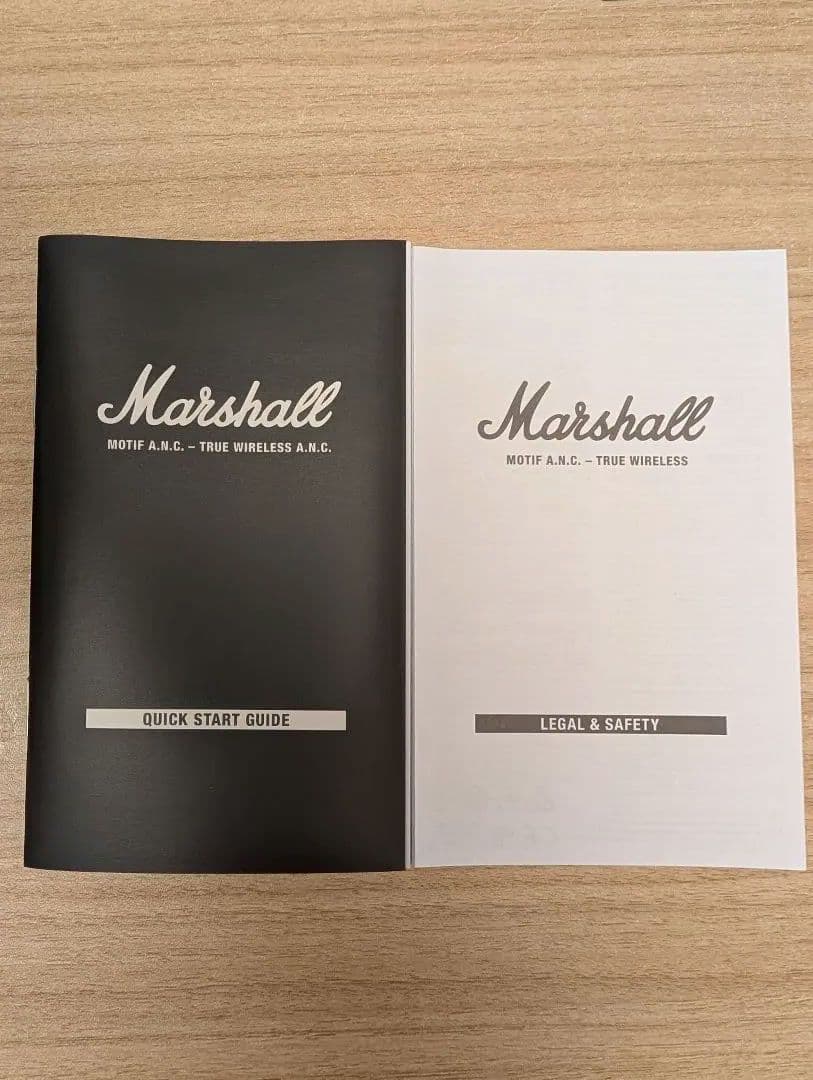 Marshall
MOTIF A.N.C. – TRUE WIRELESS A.N.C.
QUICK START GUIDE
Marshall
MOTIF A.N.C. – TRUE WIRELESS
LEGAL & SAFETY